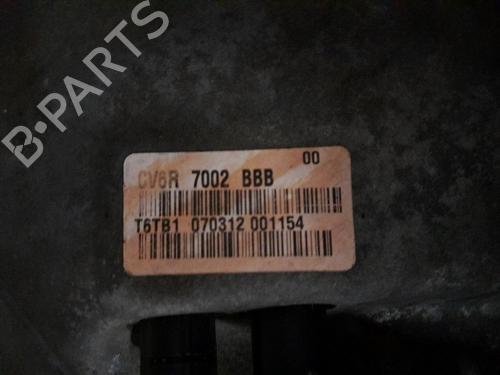 B-PARTS
00
CV6R 7002 BBB
T6TB1 070312 001154